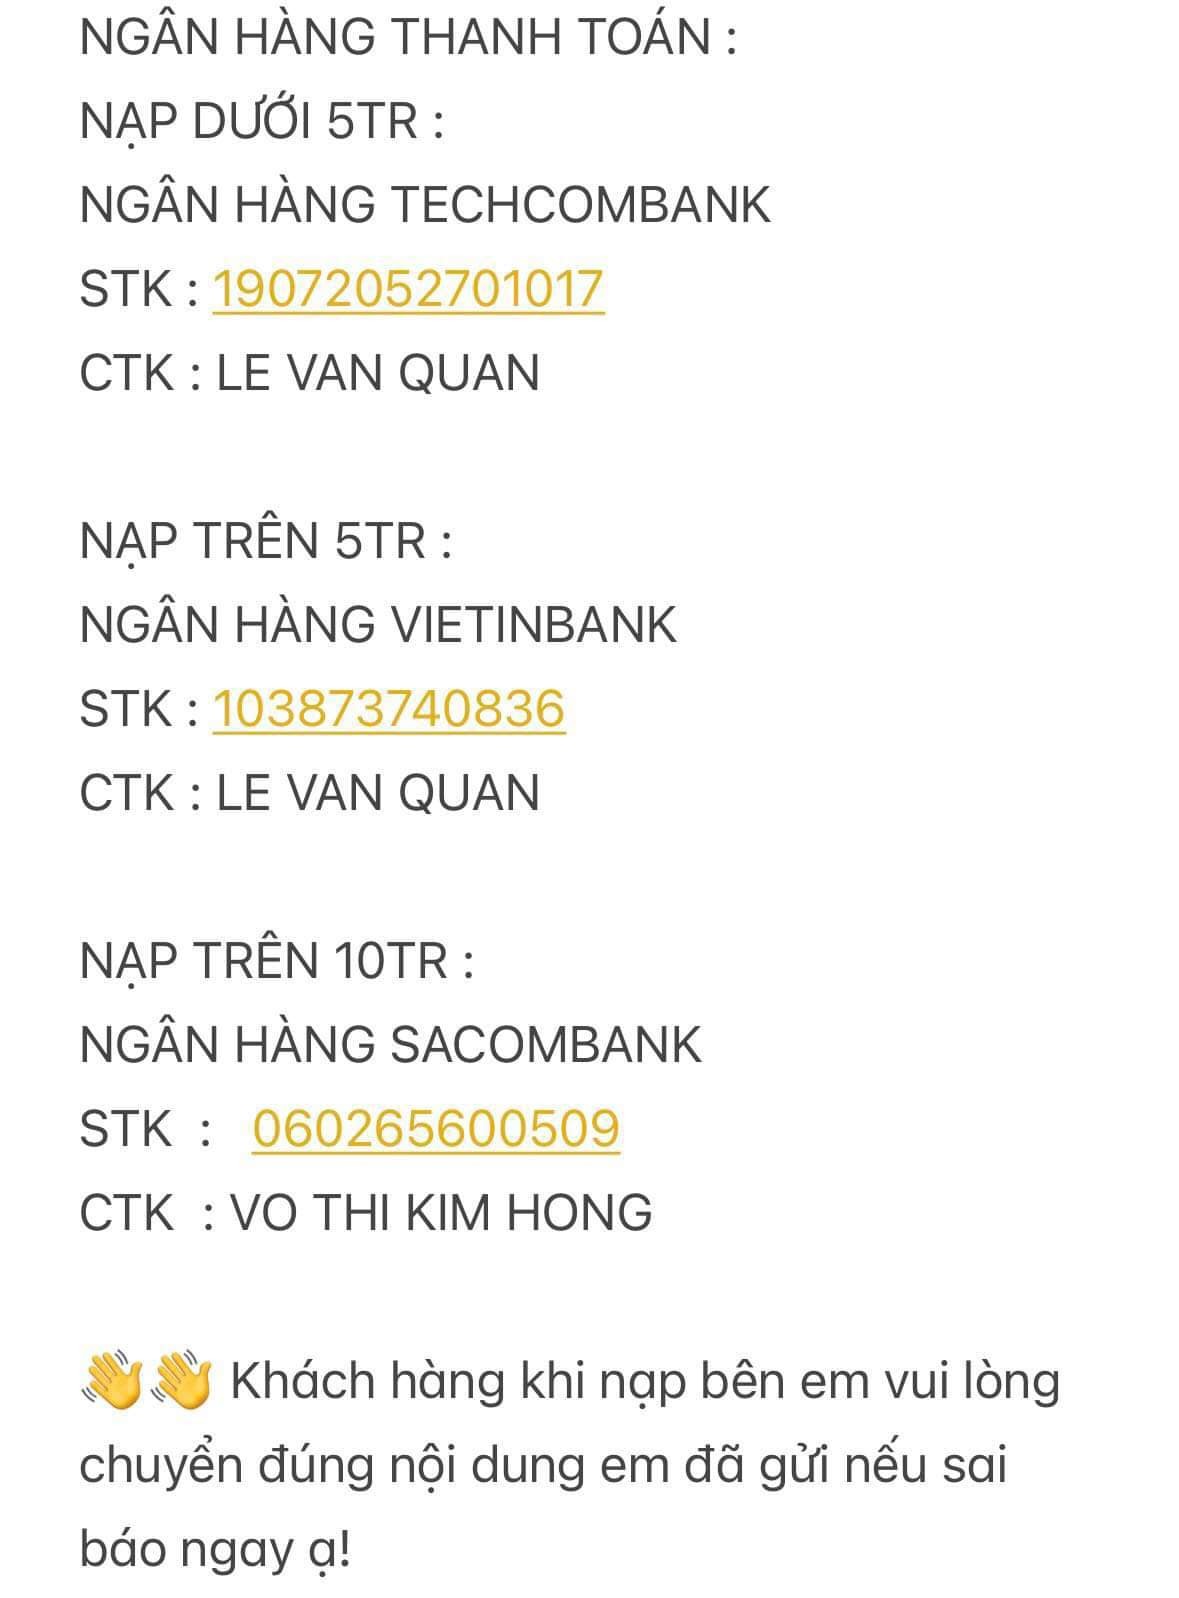 NGÂN HÀNG THANH TOÁN :
NẠP DƯỚI 5TR :
NGÂN HÀNG TECHCOMBANK
STK : 19072052701017
CTK : LE VAN QUAN
NẠP TRÊN 5TR :
NGÂN HÀNG VIETINBANK
STK : 103873740836
CTK : LE VAN QUAN
NẠP TRÊN 10TR :
NGÂN HÀNG SACOMBANK
STK : 060265600509
CTK : VO THI KIM HONG
👋👋 Khách hàng khi nạp bên em vui lòng
chuyển đúng nội dung em đã gửi nếu sai
báo ngay ạ!